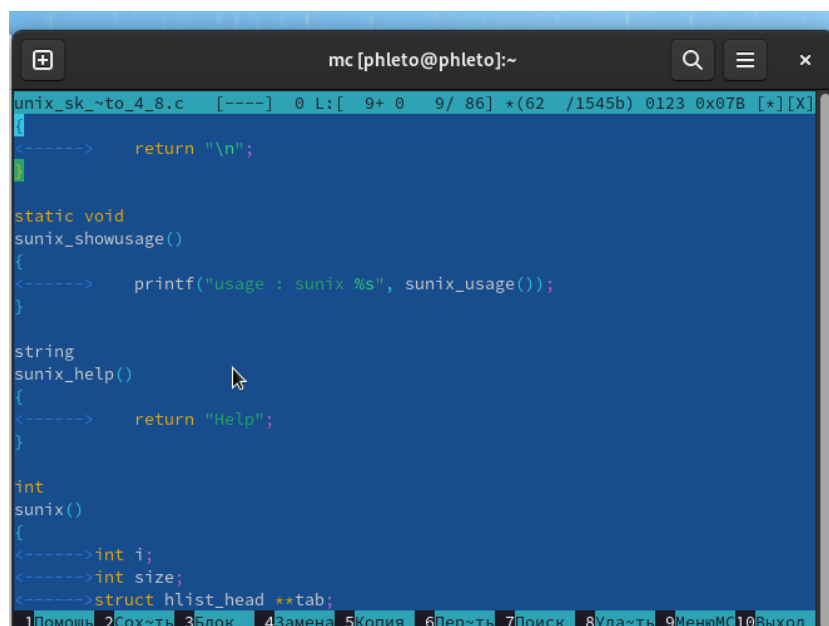 mc [phleto@phleto]:~
unix_sk_~to_4_8.c [----] 0 L:[ 9+ 0 9/ 86] *(62 /1545b) 0123 0x07B [*][X]
{
<------> return "\n";
}
static void
sunix_showusage()
{
<------> printf("usage : sunix %s", sunix_usage());
}
string
sunix_help()
{
<------> return "Help";
}
int
sunix()
{
<------>int i;
<------>int size;
<------>struct hlist_head **tab;
1Помощь 2Сох~ть 3Блок 4Замена 5Копия 6Пер~ть 7Поиск 8Уда~ть 9МенюMC 10Выход